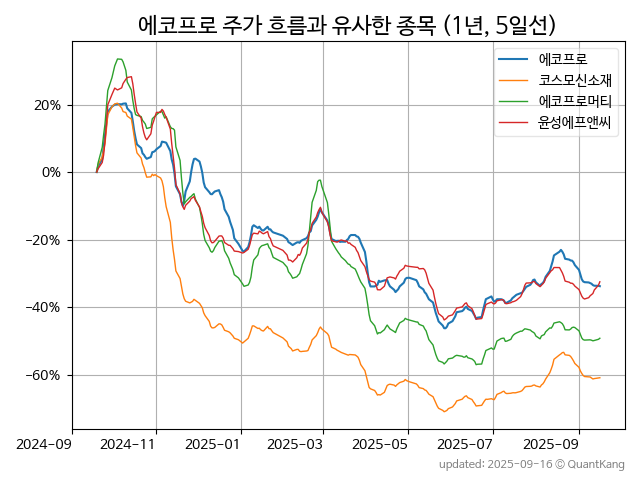 에코프로 주가 흐름과 유사한 종목 (1년, 5일선)
에코프로
코스모신소재
에코프로머티
윤성에프앤씨
20%
0%
−20%
−40%
−60%
2024−09
2024−11
2025−01
2025−03
2025−05
2025−07
2025−09
updated: 2025−09−16 © QuantKang